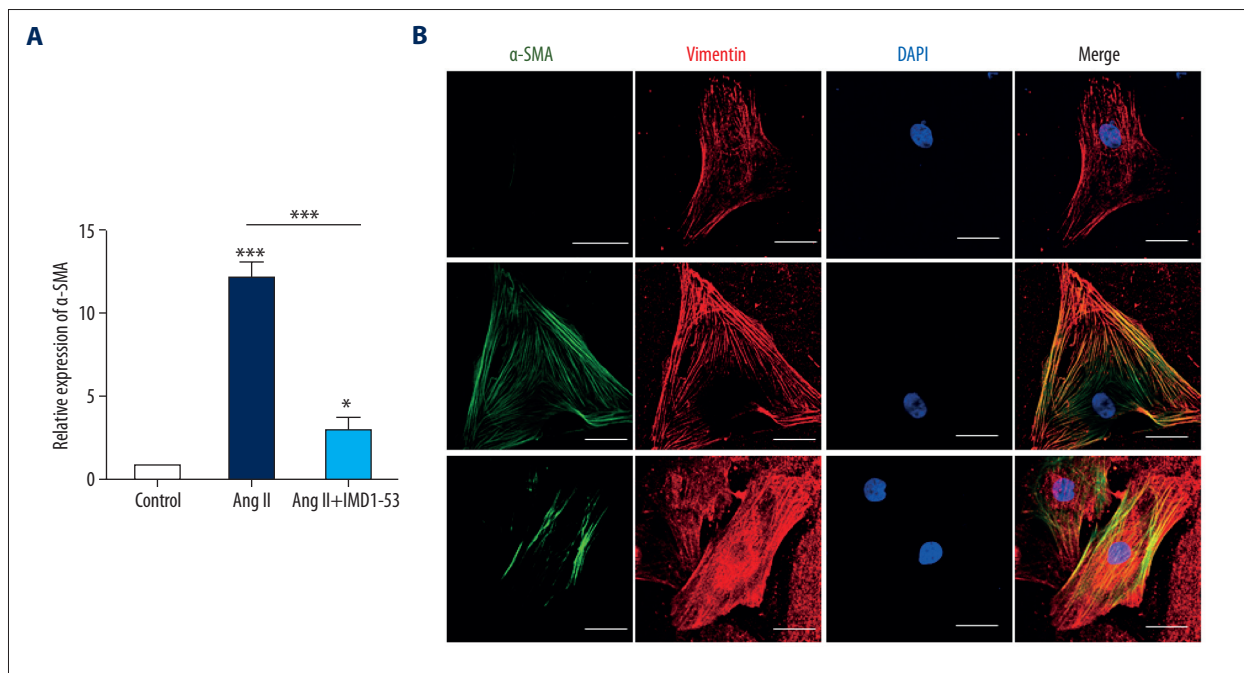 A
***
15
***
10
5
*
0
Relative expression of α-SMA
Control Ang II Ang II+IMD1-53
B
α-SMA Vimentin DAPI Merge